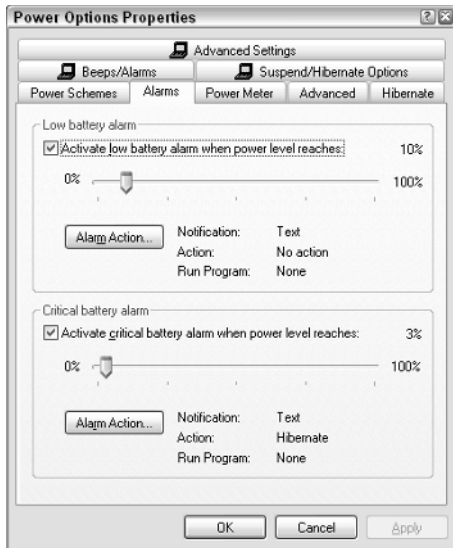 Power Options Properties
Advanced Settings
Beeps/Alarms Suspend/Hibernate Options
Power Schemes Alarms Power Meter Advanced Hibernate
Low battery alarm
Activate low battery alarm when power level reaches: 10%
0% 100%
Alarm Action... Notification: Text
Action: No action
Run Program: None
Critical battery alarm
Activate critical battery alarm when power level reaches: 3%
0% 100%
Alarm Action... Notification: Text
Action: Hibernate
Run Program: None
OK Cancel Apply